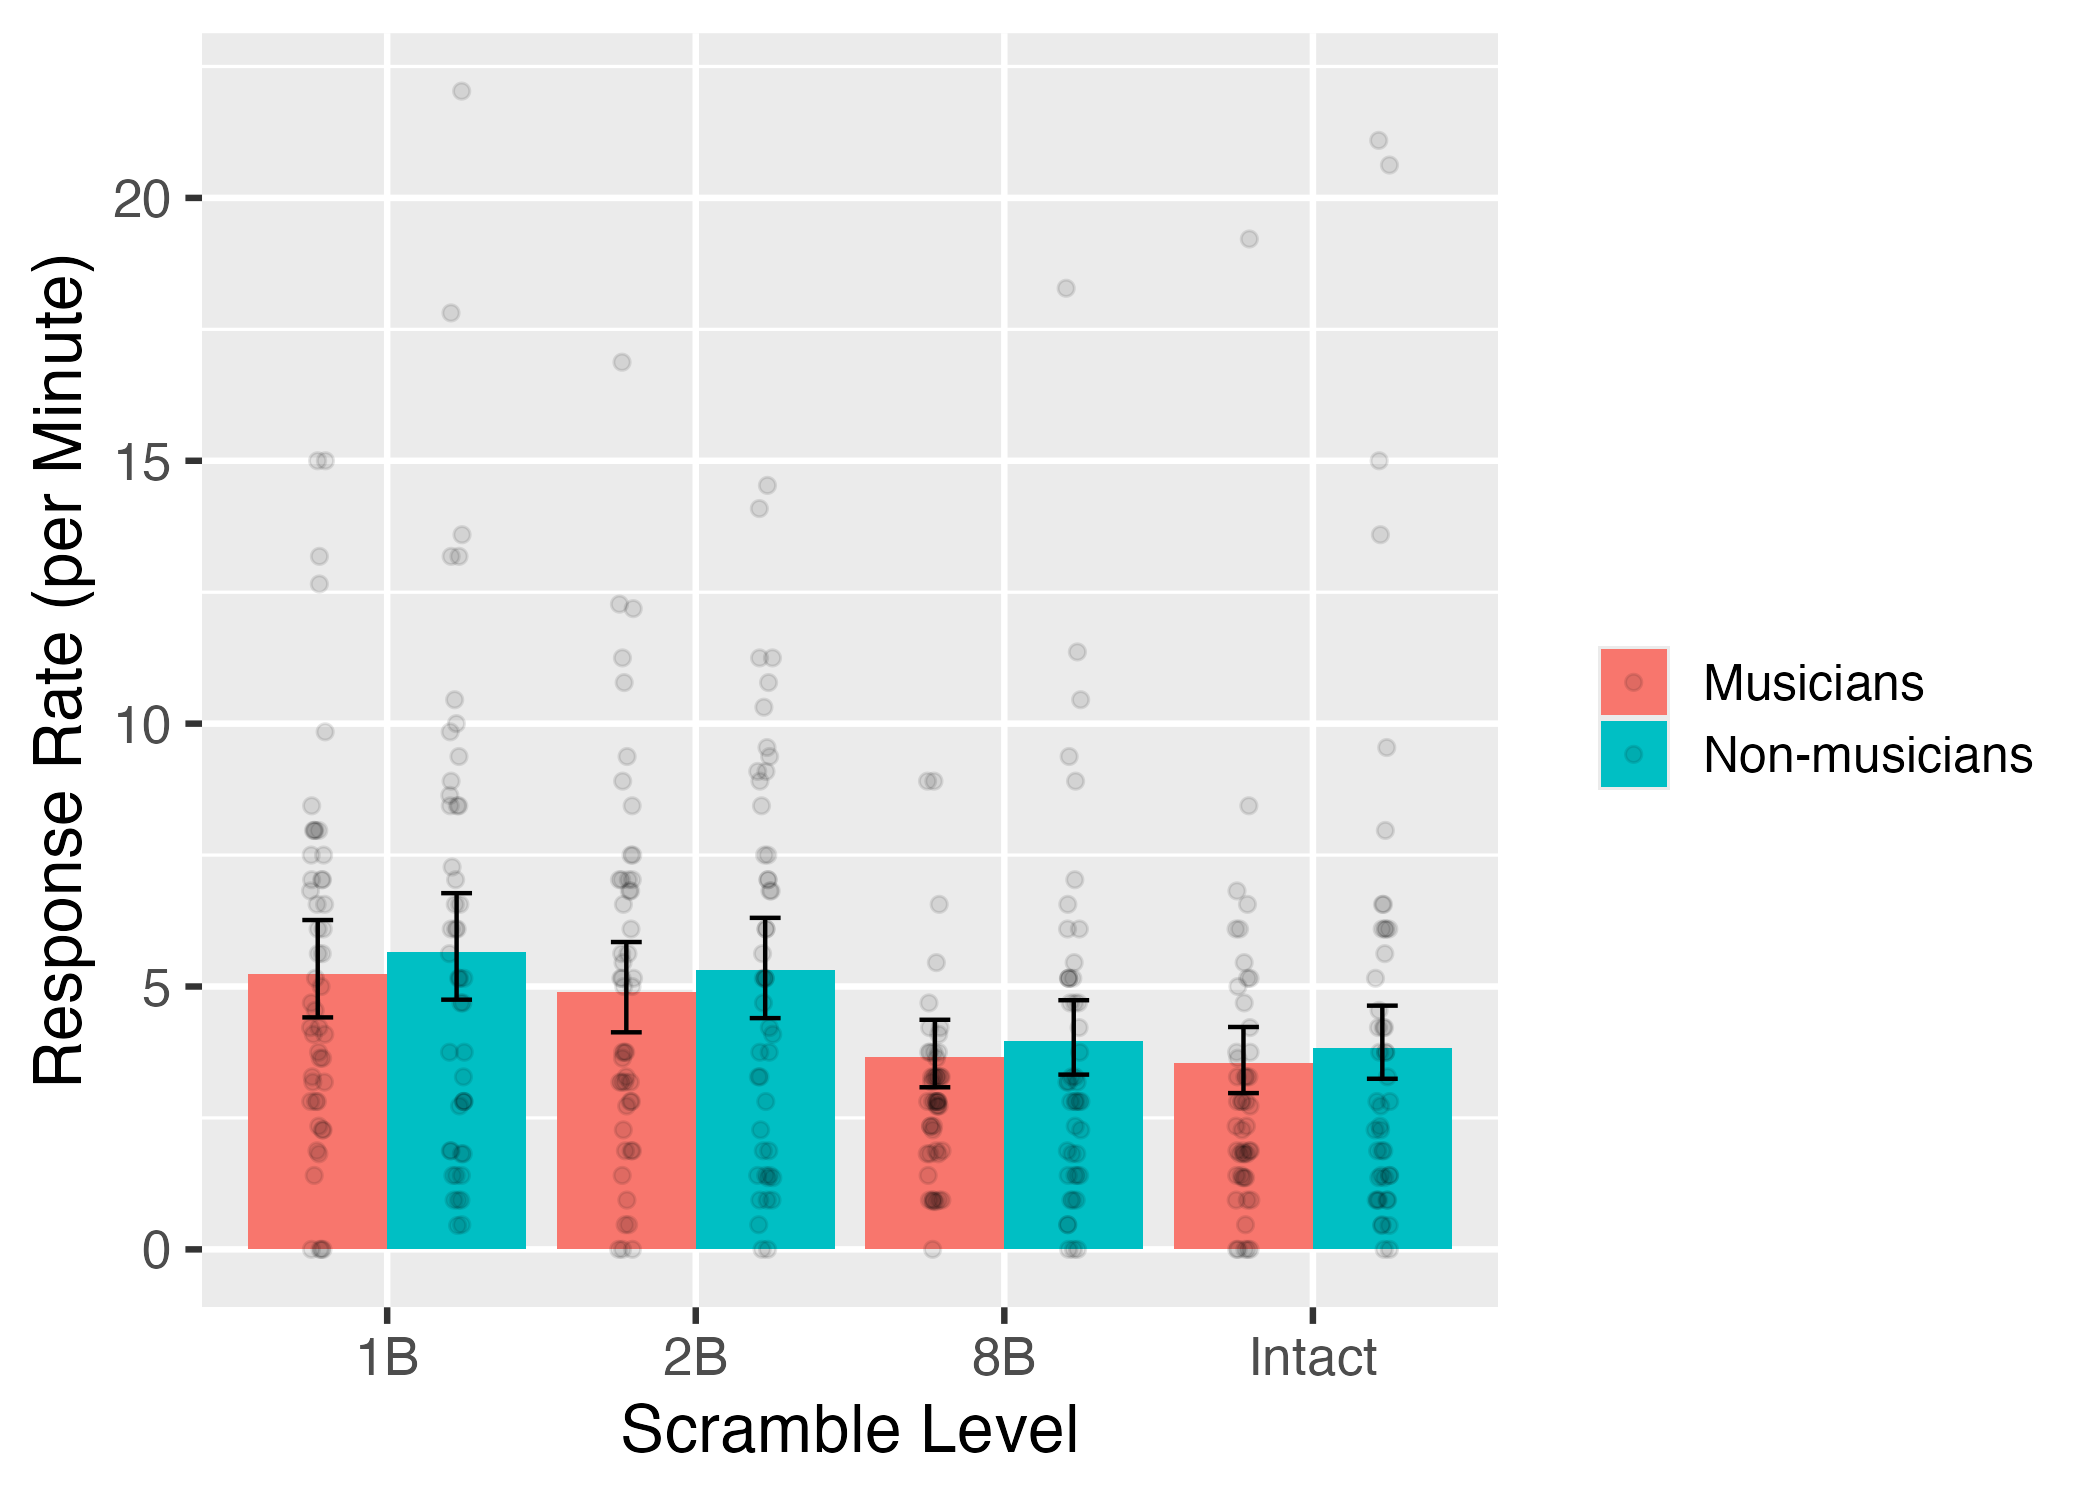 Response Rate (per Minute)
20
15
10
5
0
1B 2B 8B Intact
Scramble Level
Musicians
Non-musicians